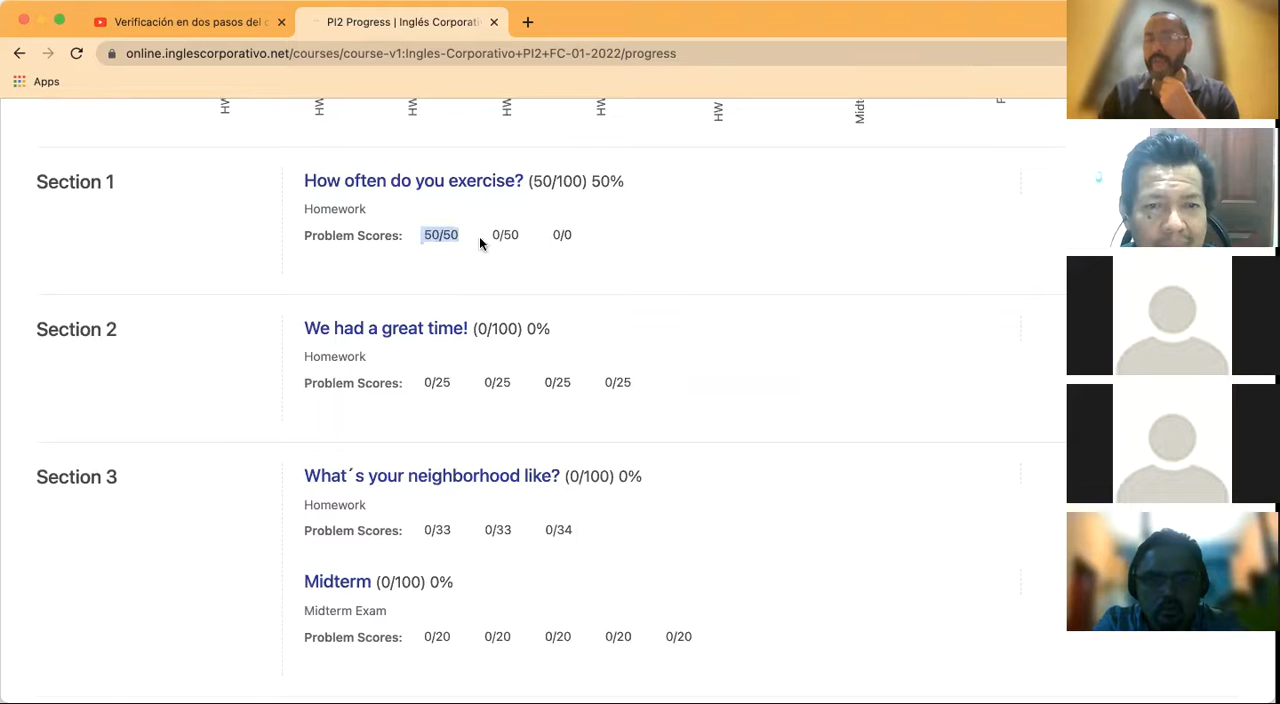 Verificación en dos pasos del c
PI2 Progress | Inglés Corporati
online.inglescorporativo.net/courses/course-v1:Ingles-Corporativo+PI2+FC-01-2022/progress
Apps
HW
HW
HW
HW
HW
HW
Midt
F
Section 1
How often do you exercise? (50/100) 50%
Homework
Problem Scores: 50/50 0/50 0/0
Section 2
We had a great time! (0/100) 0%
Homework
Problem Scores: 0/25 0/25 0/25 0/25
Section 3
What´s your neighborhood like? (0/100) 0%
Homework
Problem Scores: 0/33 0/33 0/34
Midterm (0/100) 0%
Midterm Exam
Problem Scores: 0/20 0/20 0/20 0/20 0/20